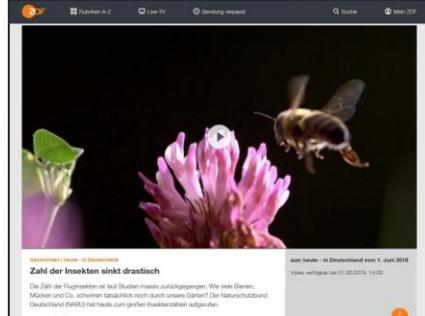 ZDF
Rubriken A-Z
Live-TV
Sendung verpasst
Suche
Mein ZDF
Nachrichten | heute - in Deutschland
Zahl der Insekten sinkt drastisch
Die Zahl der Fluginsekten ist laut Studien massiv zurückgegangen. Wie viele Bienen,
Mücken und Co. schwirren tatsächlich noch durch unsere Gärten? Der Naturschutzbund
Deutschland (NABU) hat heute zum großen Insektenzählen aufgerufen.
aus: heute - in Deutschland vom 1. Juni 2018
Video verfügbar bis 01.06.2019, 14:00